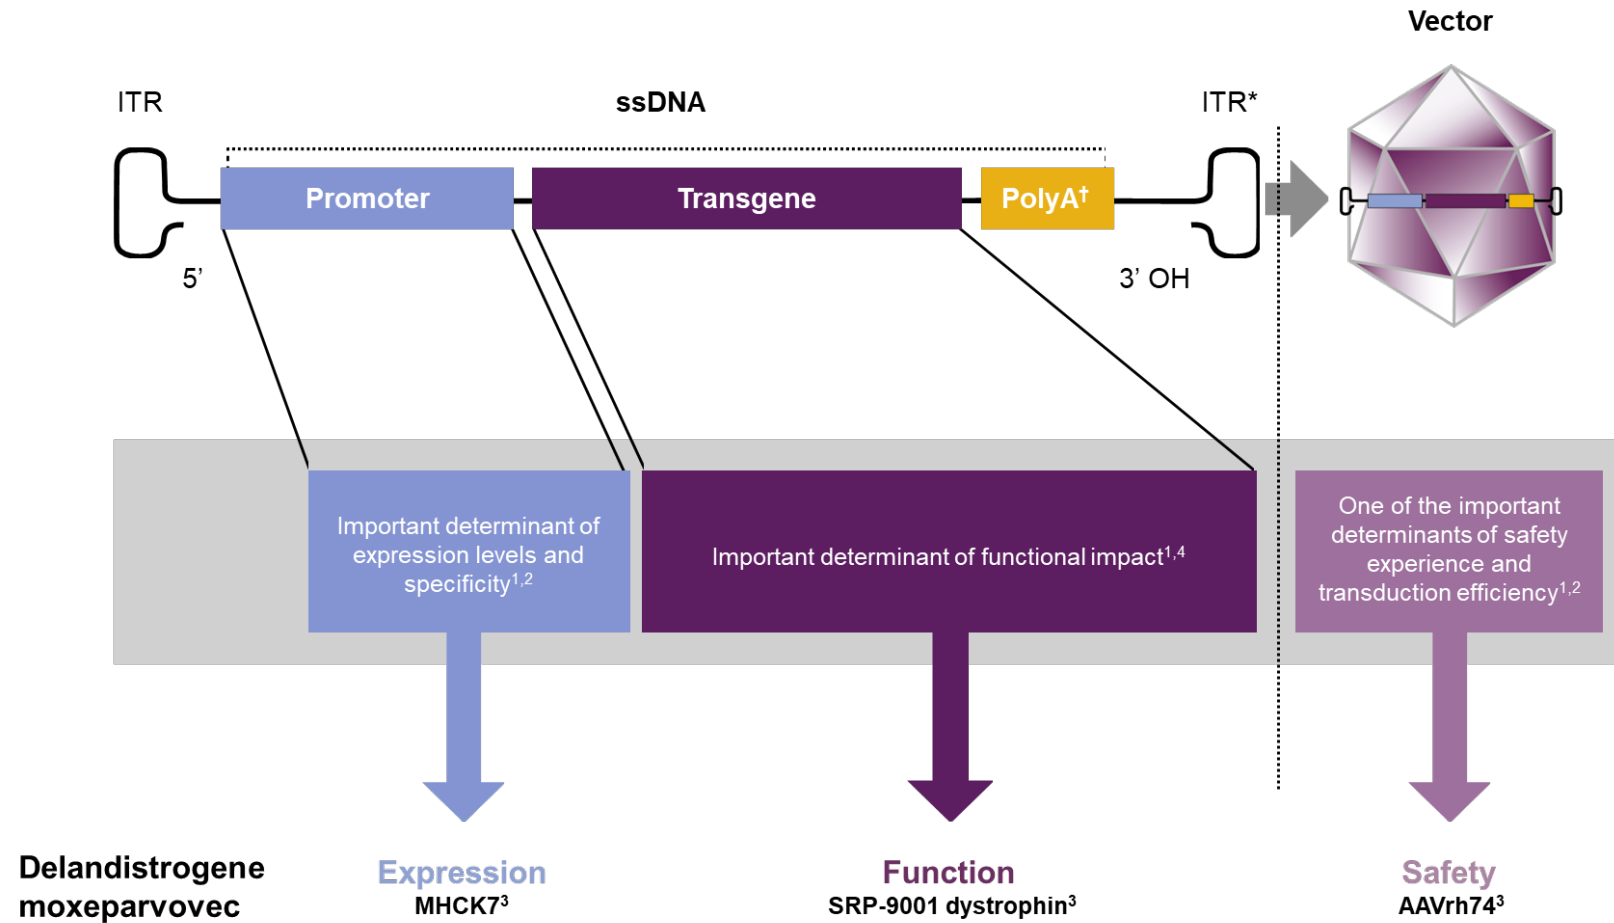 Vector
ITR
ssDNA
ITR*
Promoter
Transgene
PolyA†
5’
3’ OH
Important determinant of
expression levels and
specificity1,2
Important determinant of functional impact1,4
One of the important
determinants of safety
experience and
transduction efficiency1,2
Delandistrogene
moxeparvovec
Expression
MHCK73
Function
SRP-9001 dystrophin3
Safety
AAVrh743